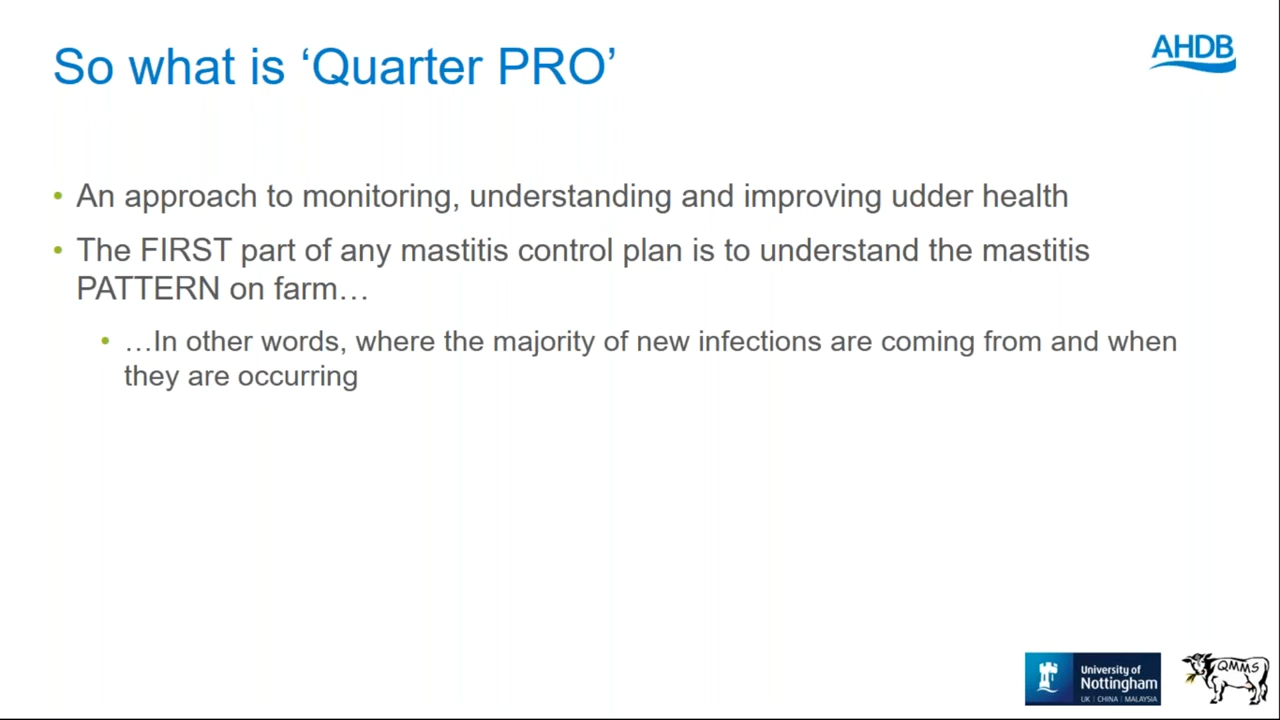 So what is ‘Quarter PRO’
AHDB
• An approach to monitoring, understanding and improving udder health
• The FIRST part of any mastitis control plan is to understand the mastitis
PATTERN on farm…
• …In other words, where the majority of new infections are coming from and when
they are occurring
University of
Nottingham
UK | CHINA | MALAYSIA
QMMS